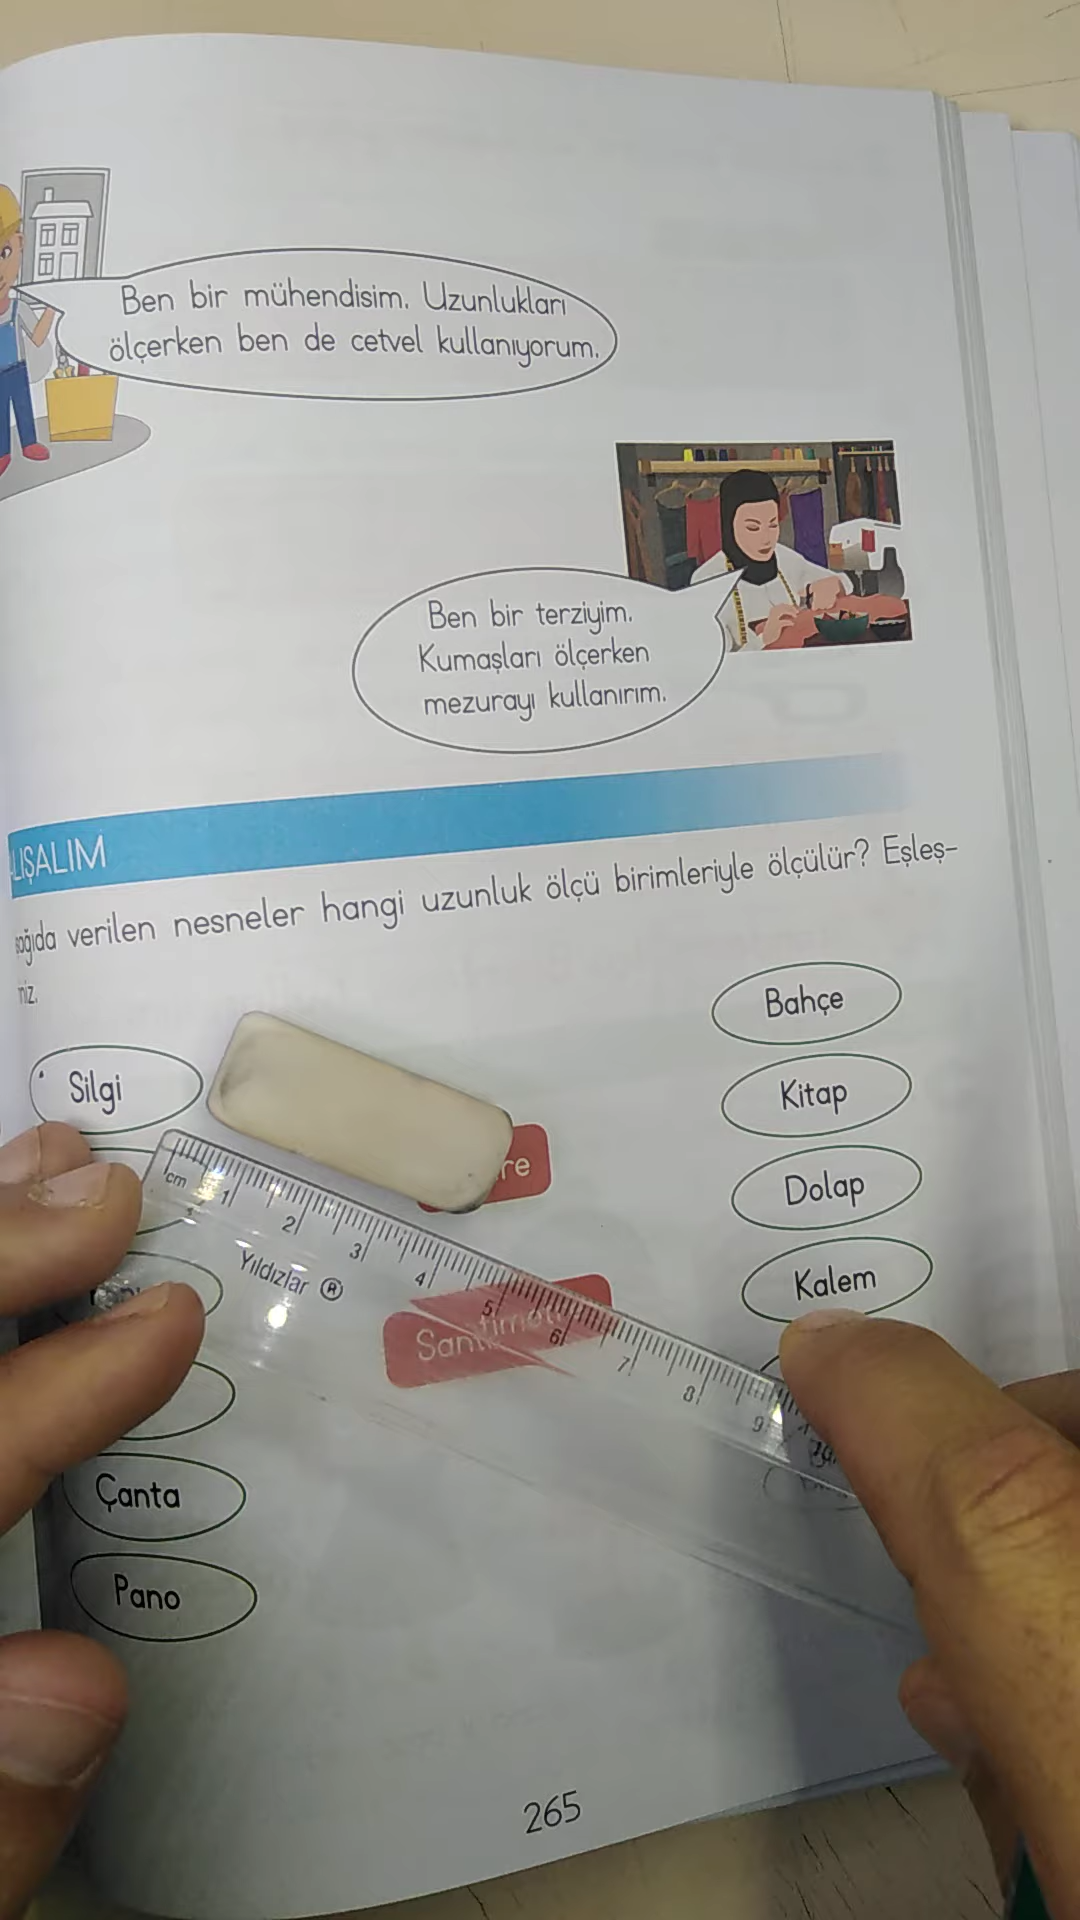 Ben bir mühendisim. Uzunlukları
ölçerken ben de cetvel kullanıyorum.
Ben bir terziyim.
Kumaşları ölçerken
mezurayı kullanırım.
LIŞALIM
verilen nesneler hangi uzunluk ölçü birimleriyle ölçülür? Eşleş-
niz.
Silgi
Bahçe
Kitap
Dolap
Kalem
re
cm 1 2 3 4 5 6 7 8 9
Yıldızlar ®
Çanta
Pano
265